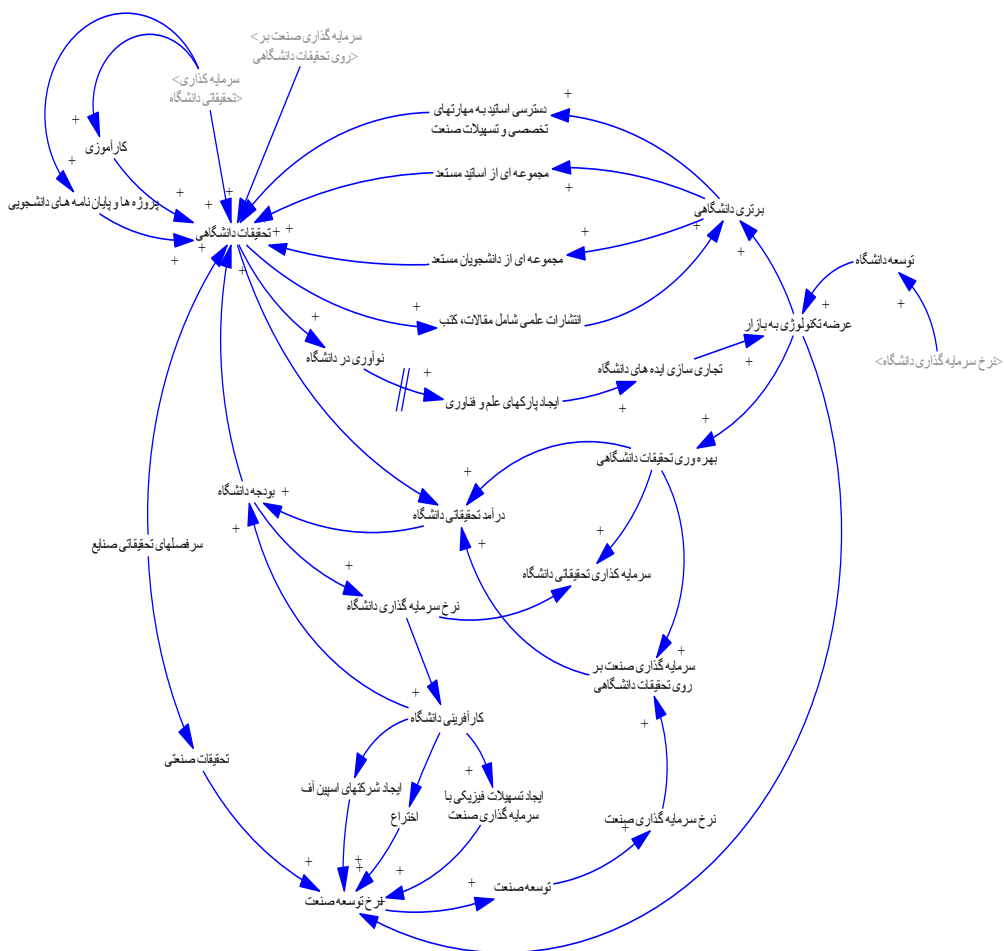 <سرمایه گذاری صنعت بر
روی تحقیقات دانشگاهی>
<سرمایه کذاری
تحقیقاتی دانشگاه>
+
دسترسی اساتید به مهارتهای
تخصصی و تسهیلات صنعت
+
کارآموزی
+
مجموعه ای از اساتید مستعد
+
پروژه ها و پایان نامه های دانشجویی
+
+
+
برتری دانشگاهی
+
تحقیقات دانشگاهی
+
+
+
+
+
مجموعه ای از دانشجویان مستعد
+
توسعه دانشگاه
+
+
+
+
+
انتشارات علمی شامل مقالات، کتب
+
عرضه تکنولوژی به بازار
نوآوری در دانشگاه
<نرخ سرمایه گذاری دانشگاه>
+
تجاری سازی ایده های دانشگاه
+
ایجاد پارکهای علم و فناوری
+
+
بهره وری تحقیقات دانشگاهی
+
بودجه دانشگاه
+
درآمد تحقیقاتی دانشگاه
+
+
سرفصلهای تحقیقاتی صنایع
+
+
سرمایه کذاری تحقیقاتی دانشگاه
نرخ سرمایه گذاری دانشگاه
+
سرمایه گذاری صنعت بر
روی تحقیقات دانشگاهی
+
کارآفرینی دانشگاه
+
تحقیقات صنعتی
+
+
+
ایجاد شرکتهای اسپین آف
ایجاد تسهیلات فیزیکی با
سرمایه گذاری صنعت
اختراع
نرخ سرمایه گذاری صنعت
+
+
+
+
+
+
توسعه صنعت
نرخ توسعه صنعت
+